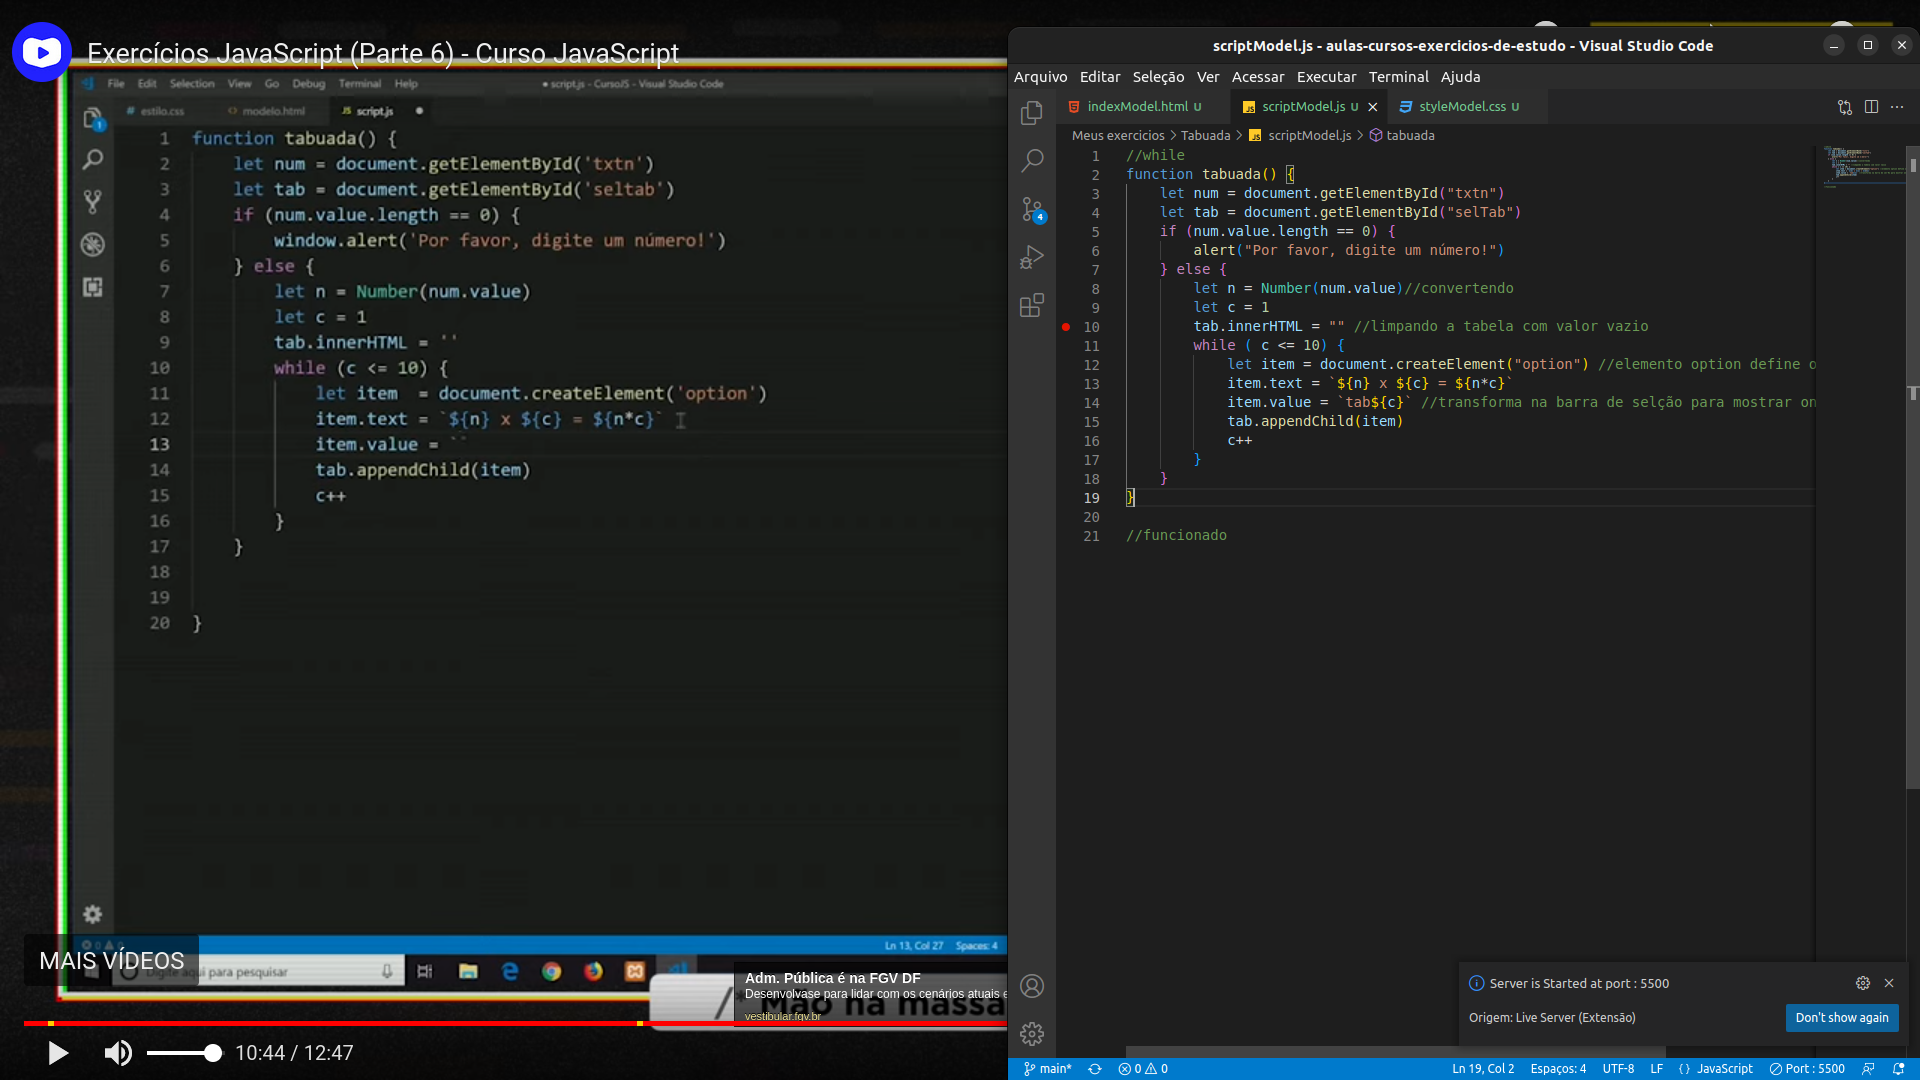 Exercícios JavaScript (Parte 6) - Curso JavaScript
File Edit Selection View Go Debug Terminal Help
● script.js - CursoJS - Visual Studio Code
# estilo.css
<> modelo.html
JS script.js ●
1
1 function tabuada() {
2 let num = document.getElementById('txtn')
3 let tab = document.getElementById('seltab')
4 if (num.value.length == 0) {
5 window.alert('Por favor, digite um número!')
6 } else {
7 let n = Number(num.value)
8 let c = 1
9 tab.innerHTML = ''
10 while (c <= 10) {
11 let item  = document.createElement('option')
12 item.text = `${n} x ${c} = ${n*c}`
13 item.value = ``
14 tab.appendChild(item)
15 c++
16 }
17 }
18
19
20 }
Ln 13, Col 27 Spaces: 4
MAIS VÍDEOS
Digite aqui para pesquisar
Adm. Pública é na FGV DF
Desenvolvase para lidar com os cenários atuais e
vestibular.fgv.br
/* Mão na massa
10:44 / 12:47
scriptModel.js - aulas-cursos-exercicios-de-estudo - Visual Studio Code
Arquivo Editar Seleção Ver Acessar Executar Terminal Ajuda
indexModel.html U
JS scriptModel.js U
styleModel.css U
Meus exercicios > Tabuada > JS scriptModel.js > tabuada
4
1 //while
2 function tabuada() {
3 let num = document.getElementById("txtn")
4 let tab = document.getElementById("selTab")
5 if (num.value.length == 0) {
6 alert("Por favor, digite um número!")
7 } else {
8 let n = Number(num.value)//convertendo
9 let c = 1
10 tab.innerHTML = "" //limpando a tabela com valor vazio
11 while ( c <= 10) {
12 let item = document.createElement("option") //elemento option define o
13 item.text = `${n} x ${c} = ${n*c}`
14 item.value = `tab${c}` //transforma na barra de selção para mostrar on
15 tab.appendChild(item)
16 c++
17 }
18 }
19 }
20
21 //funcionado
Server is Started at port : 5500
Origem: Live Server (Extensão)
Don't show again
main* 0 0 Ln 19, Col 2 Espaços: 4 UTF-8 LF {} JavaScript Port : 5500